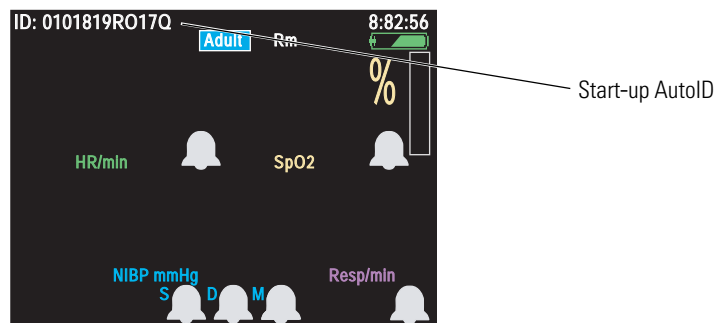 ID: 0101819RO17Q 8:82:56
Adult Rm
%
Start-up AutoID
HR/min SpO2
NIBP mmHg Resp/min
S D M